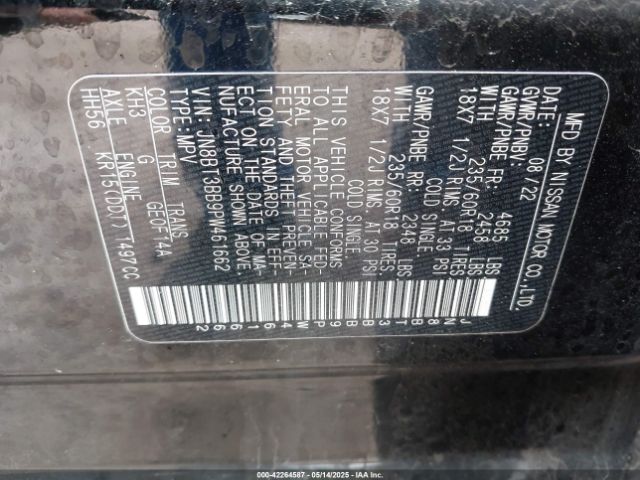 MFD BY NISSAN MOTOR CO.,LTD.
DATE: 08/22
GVWR/PNBV: 4685 LBS
GAWR/PNBE FR: 2458 LBS
WITH 235/60R18 TIRES
18X7 1/2J RIMS AT 33 PSI
COLD SINGLE
GAWR/PNBE RR: 2348 LBS
WITH 235/60R18 TIRES
18X7 1/2J RIMS AT 30 PSI
COLD SINGLE
THIS VEHICLE CONFORMS
TO ALL APPLICABLE FED-
ERAL MOTOR VEHICLE SA-
FETY AND THEFT PREVEN-
TION STANDARDS IN EFF-
ECT ON THE DATE OF MA-
NUFACTURE SHOWN ABOVE.
VIN: JN8BT3BB9PW461662
TYPE: MPV
COLOR TRIM TRANS
KH3 G GE0F74A
AXLE ENGINE
HH56 KR15(DDT) 1497CC
JN8BT3BB9PW461662
000-42264587 - 05/14/2025 - IAAI.COM